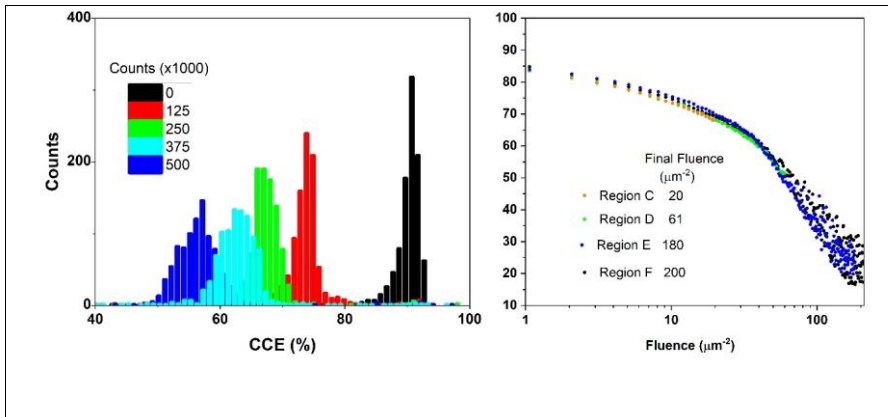 400
200
0
Counts
Counts (x1000)
0
125
250
375
500
40 60 80 100
CCE (%)
100
90
80
70
60
50
40
30
20
10
Final Fluence
(μm⁻²)
Region C 20
Region D 61
Region E 180
Region F 200
1 10 100
Fluence (μm⁻²)